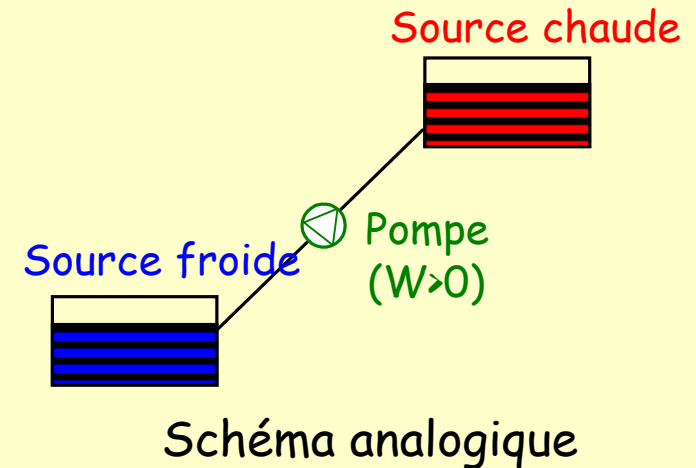 Source chaude
Pompe
(W>0)
Source froide
Schéma analogique